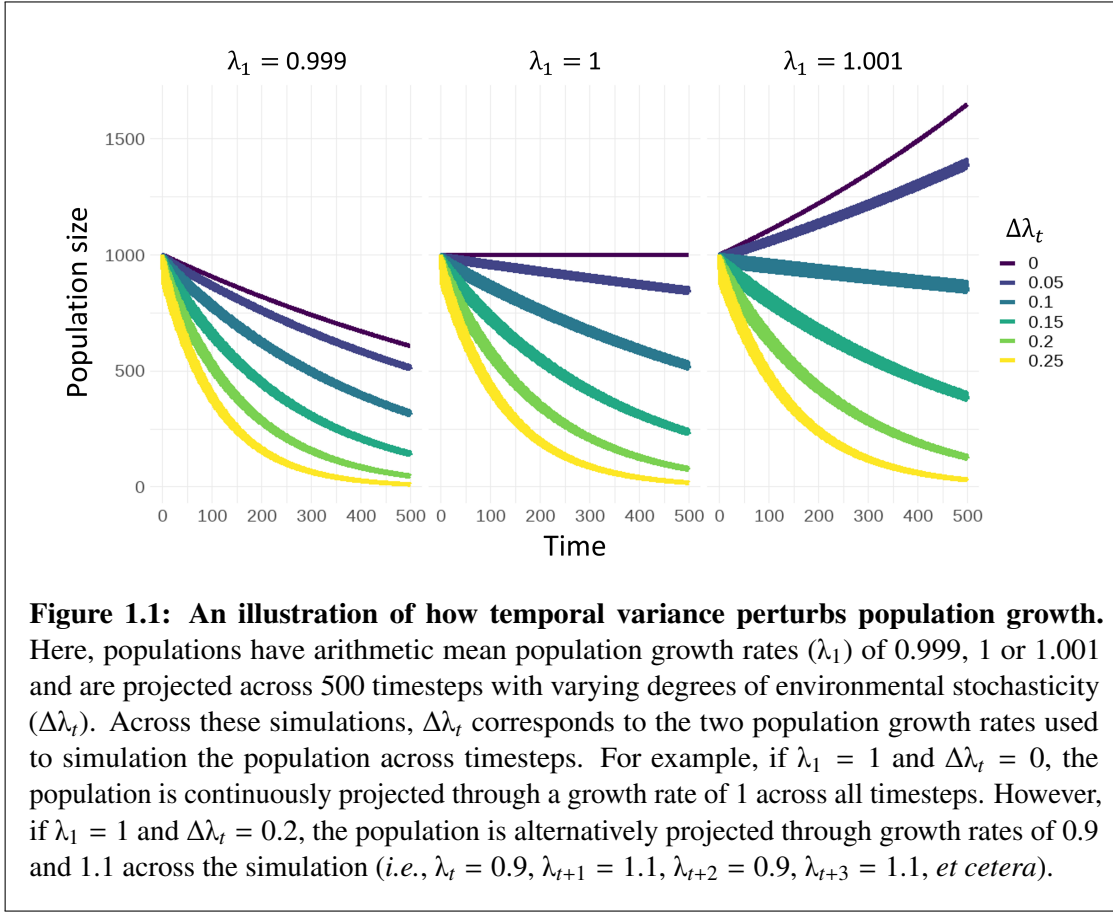 λ₁ = 0.999 λ₁ = 1 λ₁ = 1.001
1500
1000
500
0
Population size
0 100 200 300 400 500 0 100 200 300 400 500 0 100 200 300 400 500
Time
Δλₜ
0
0.05
0.1
0.15
0.2
0.25
Figure 1.1: An illustration of how temporal variance perturbs population growth.
Here, populations have arithmetic mean population growth rates (λ₁) of 0.999, 1 or 1.001
and are projected across 500 timesteps with varying degrees of environmental stochasticity
(Δλₜ). Across these simulations, Δλₜ corresponds to the two population growth rates used
to simulation the population across timesteps. For example, if λ₁ = 1 and Δλₜ = 0, the
population is continuously projected through a growth rate of 1 across all timesteps. However,
if λ₁ = 1 and Δλₜ = 0.2, the population is alternatively projected through growth rates of 0.9
and 1.1 across the simulation (i.e., λₜ = 0.9, λₜ₊₁ = 1.1, λₜ₊₂ = 0.9, λₜ₊₃ = 1.1, et cetera).